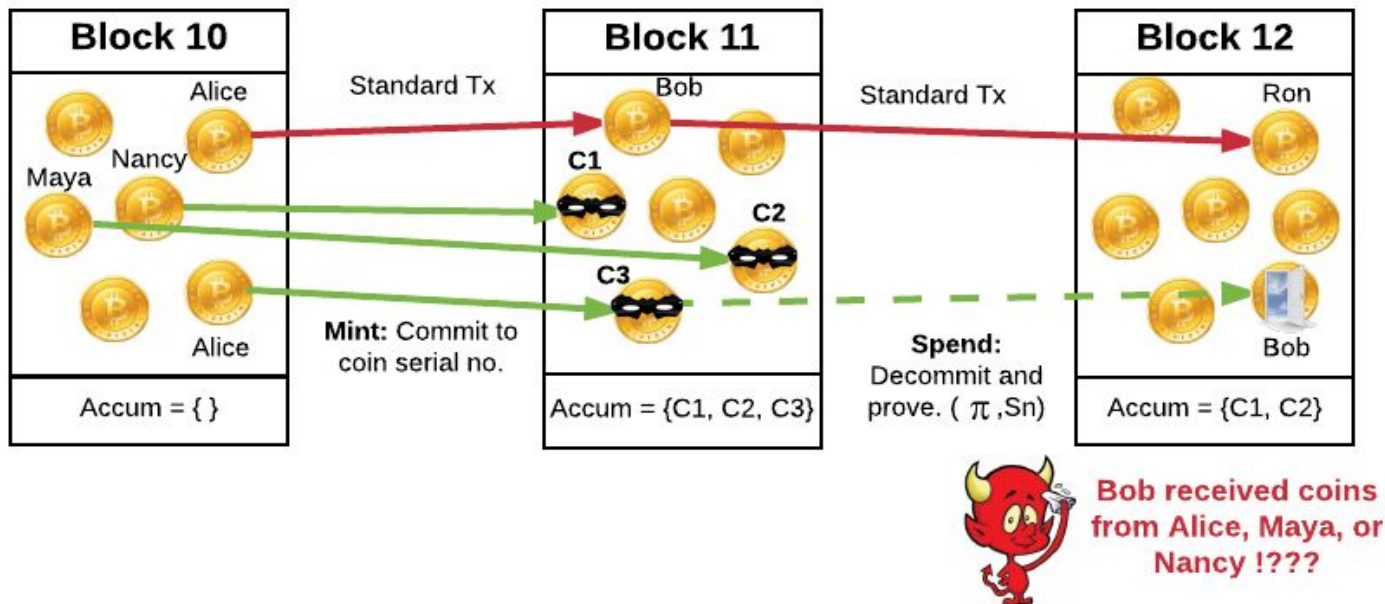 Block 10
Block 11
Block 12
Alice
Standard Tx
Bob
Standard Tx
Ron
Nancy
Maya
C1
C2
C3
Alice
Mint: Commit to
coin serial no.
Spend:
Decommit and
prove. ( π ,Sn)
Bob
Accum = { }
Accum = {C1, C2, C3}
Accum = {C1, C2}
Bob received coins
from Alice, Maya, or
Nancy !???